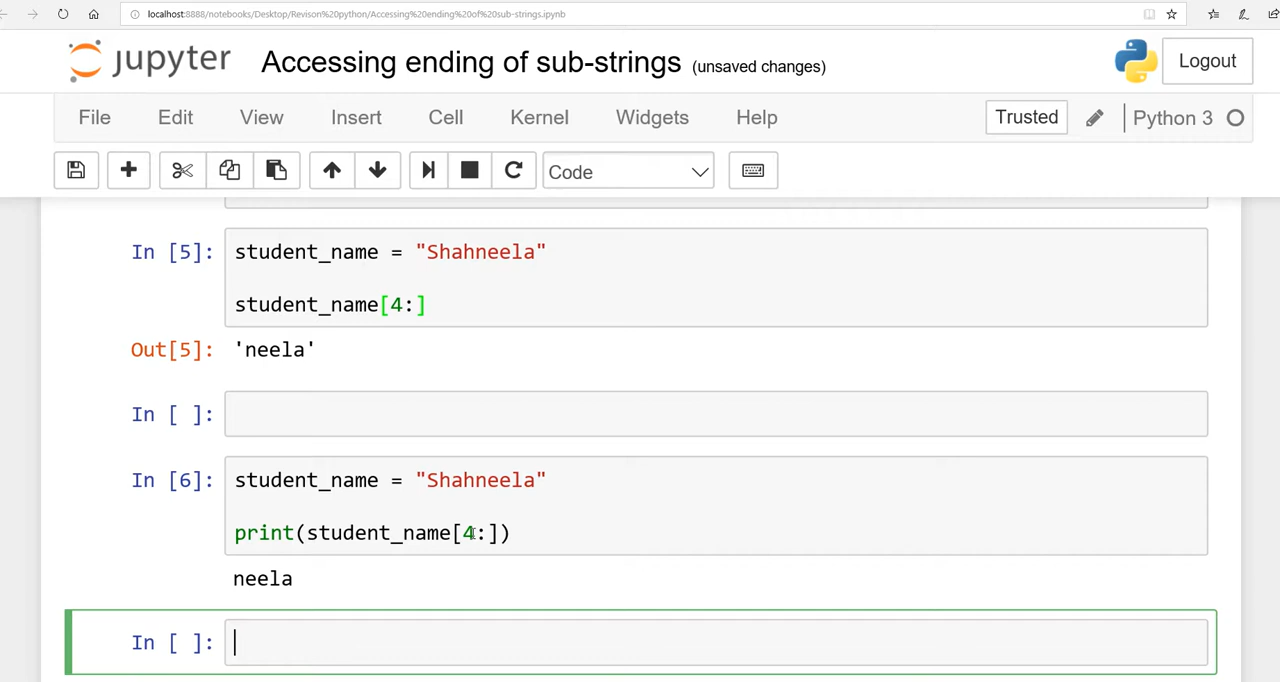 localhost:8888/notebooks/Desktop/Revison%20python/Accessing%20ending%20of%20sub-strings.ipynb
jupyter Accessing ending of sub-strings (unsaved changes) Logout
File Edit View Insert Cell Kernel Widgets Help Trusted Python 3
Code
In [5]: student_name = "Shahneela"
student_name[4:]
Out[5]: 'neela'
In [ ]:
In [6]: student_name = "Shahneela"
print(student_name[4:])
neela
In [ ]: